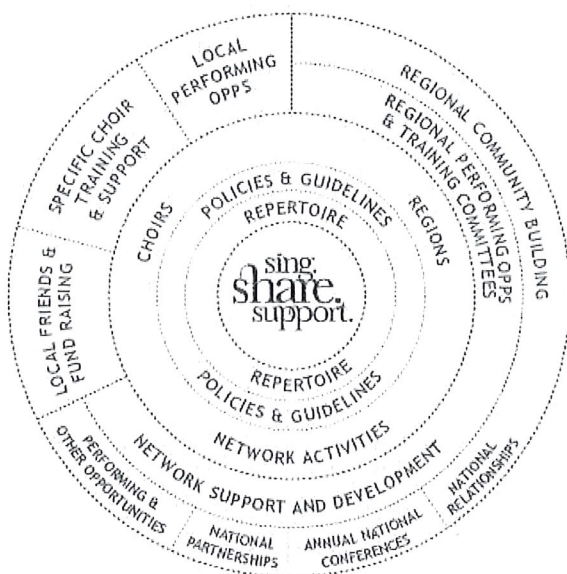 LOCAL
PERFORMING
OPPS
REGIONAL COMMUNITY BUILDING
REGIONAL PERFORMING OPPS
& TRAINING COMMITTEES
SPECIFIC CHOIR
TRAINING
& SUPPORT
LOCAL FRIENDS &
FUND RAISING
CHOIRS
REGIONS
POLICIES & GUIDELINES
REPERTOIRE
sing.
share.
support.
REPERTOIRE
POLICIES & GUIDELINES
NETWORK ACTIVITIES
NETWORK SUPPORT AND DEVELOPMENT
PERFORMING &
OTHER OPPORTUNITIES
NATIONAL
PARTNERSHIPS
ANNUAL NATIONAL
CONFERENCES
NATIONAL
RELATIONSHIPS